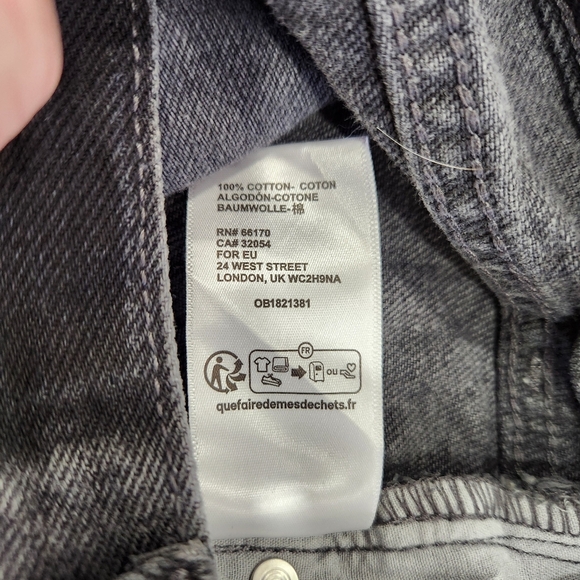 100% COTTON- COTON
ALGODÓN-COTONE
BAUMWOLLE-棉
RN# 66170
CA# 32054
FOR EU
24 WEST STREET
LONDON, UK WC2H9NA
OB1821381
FR
ou
quefairedemesdechets.fr